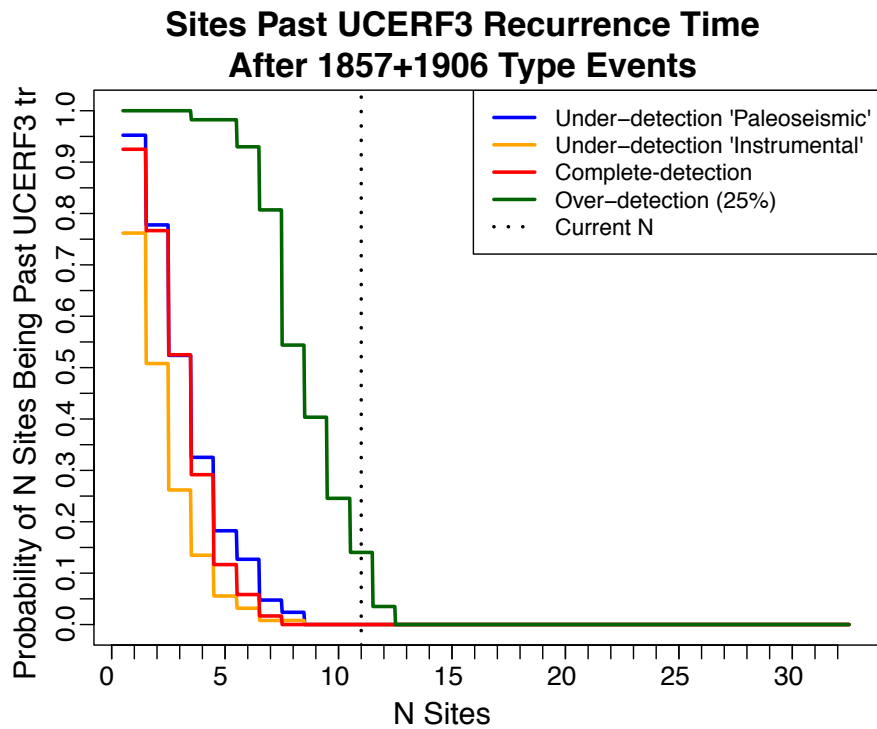 Sites Past UCERF3 Recurrence Time
After 1857+1906 Type Events
Probability of N Sites Being Past UCERF3 tr
1.0
0.9
0.8
0.7
0.6
0.5
0.4
0.3
0.2
0.1
0.0
Under-detection 'Paleoseismic'
Under-detection 'Instrumental'
Complete-detection
Over-detection (25%)
Current N
0 5 10 15 20 25 30
N Sites